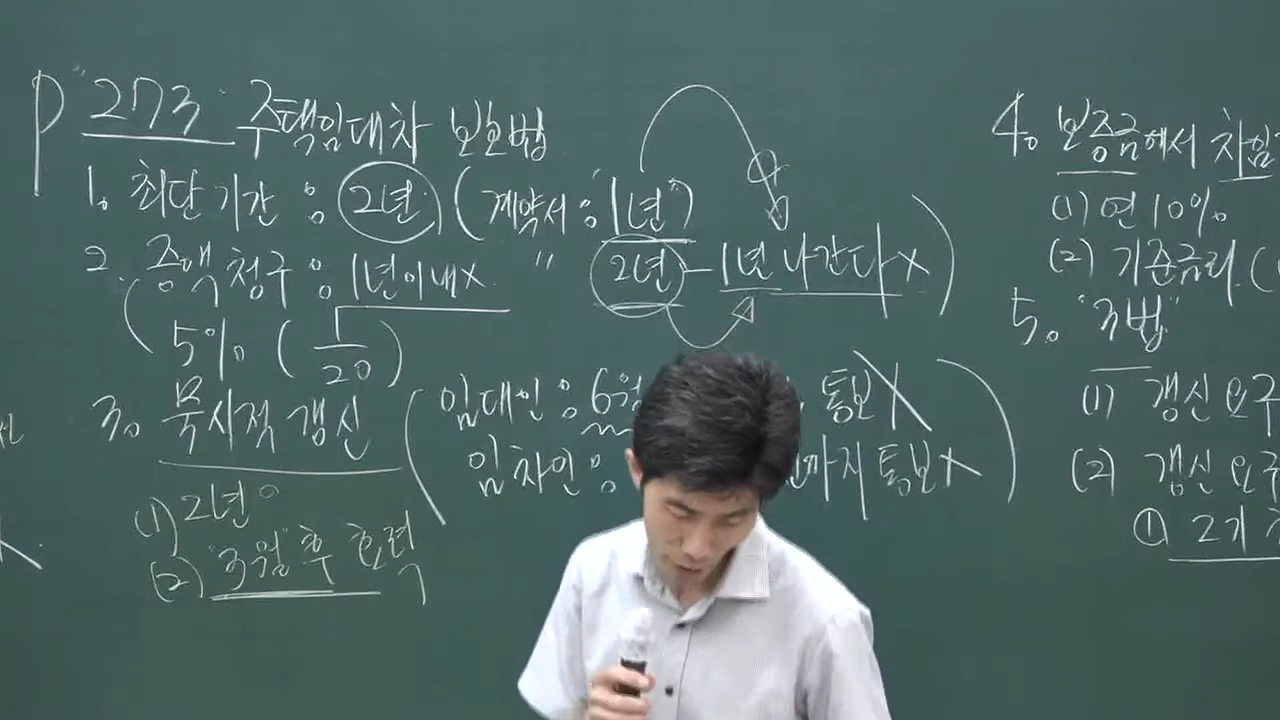 P 273 주택임대차 보호법
1. 최단 기간 : 2년 (계약서 : "1년")
2. 증액 청구 : 1년이내x " 2년 - 1년 나간다 x )
( 5% ( 1/20 )
3. 묵시적 갱신 ( 임대인 : 6월 통보 X
임차인 : 까지 통보 x )
(1) 2년
(2) "3월" 후 효력
4. 보증금에서 차임
(1) 연 10%
(2) 기준금리 (
5. "3법"
(1) 갱신 요구
(2) 갱신 요구
① 2기